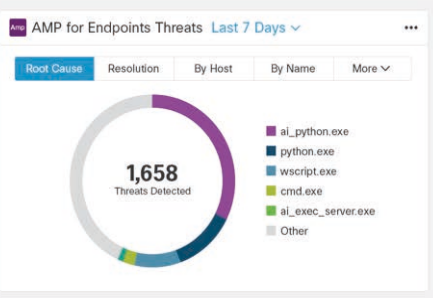 Amp AMP for Endpoints Threats Last 7 Days
Root Cause Resolution By Host By Name More
1,658
Threats Detected
ai_python.exe
python.exe
wscript.exe
cmd.exe
ai_exec_server.exe
Other